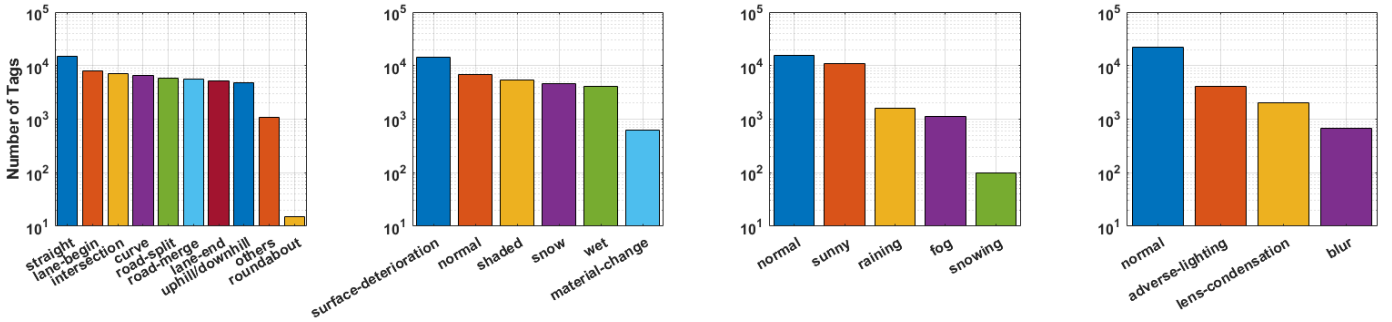 Number of Tags
10^5
10^4
10^3
10^2
10^1
straight
lane-begin
intersection
curve
road-split
road-merge
lane-end
uphill/downhill
others
roundabout
10^5
10^4
10^3
10^2
10^1
surface-deterioration
normal
shaded
snow
wet
material-change
10^5
10^4
10^3
10^2
10^1
normal
sunny
raining
fog
snowing
10^5
10^4
10^3
10^2
10^1
normal
adverse-lighting
lens-condensation
blur